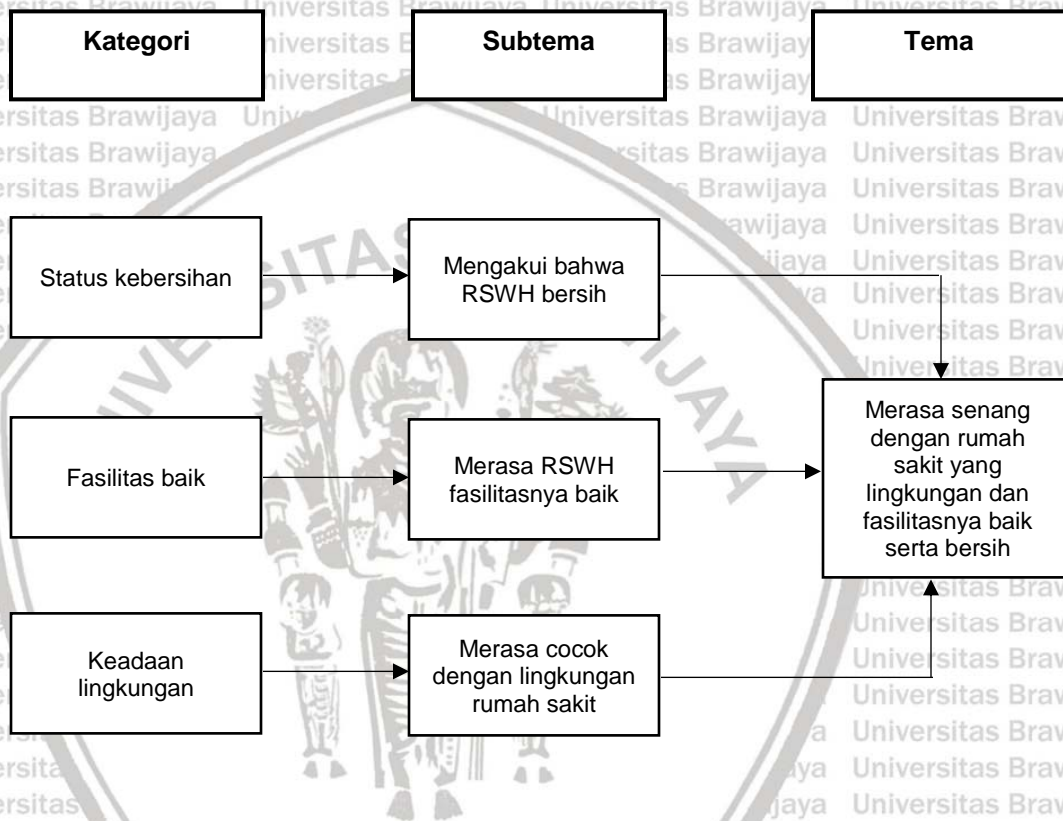 Kategori
Subtema
Tema
Status kebersihan
Mengakui bahwa
RSWH bersih
Fasilitas baik
Merasa RSWH
fasilitasnya baik
Merasa senang
dengan rumah
sakit yang
lingkungan dan
fasilitasnya baik
serta bersih
Keadaan
lingkungan
Merasa cocok
dengan lingkungan
rumah sakit